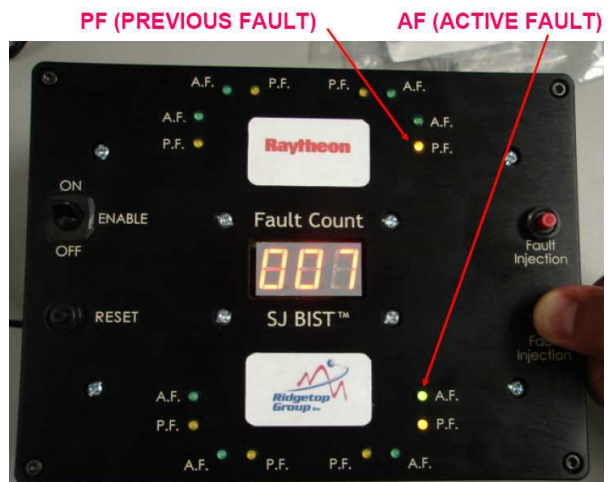 PF (PREVIOUS FAULT) AF (ACTIVE FAULT)
A.F. P.F. P.F. A.F.
A.F. A.F.
P.F. P.F.
Raytheon
ON
ENABLE
OFF
Fault Count
007
Fault
Injection
RESET
SJ BIST™
Fault
Injection
Ridgetop
Group Inc
A.F. A.F.
P.F. P.F.
A.F. P.F. P.F. A.F.